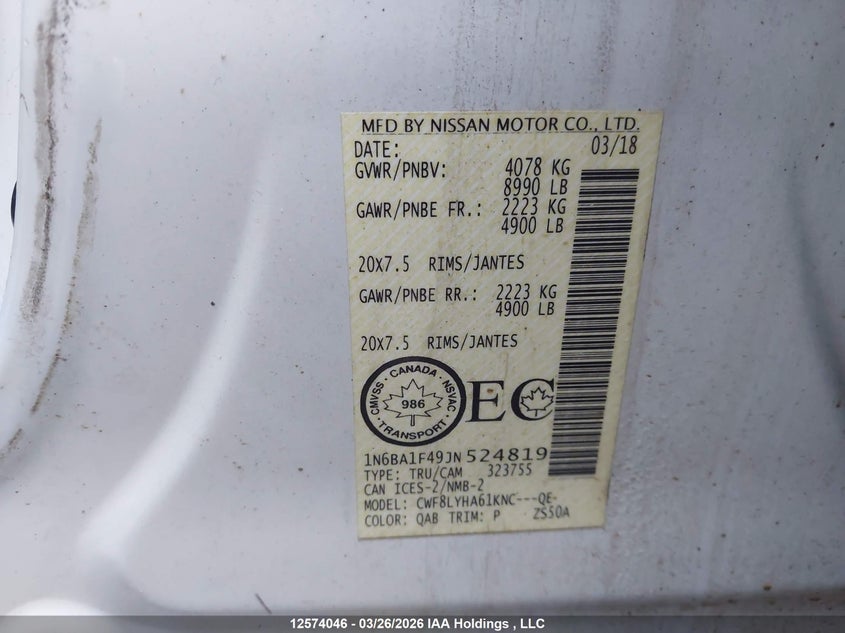 MFD BY NISSAN MOTOR CO., LTD.
DATE: 03/18
GVWR/PNBV: 4078 KG
8990 LB
GAWR/PNBE FR.: 2223 KG
4900 LB
20X7.5 RIMS/JANTES
GAWR/PNBE RR.: 2223 KG
4900 LB
20X7.5 RIMS/JANTES
CMVSS · CANADA · NSVAC
986
TRANSPORT
EC
1N6BA1F49JN 524819
TYPE: TRU/CAM 323755
CAN ICES-2/NMB-2
MODEL: CWF8LYHA61KNC---QE-
COLOR: QAB TRIM: P ZS50A
12574046 - 03/26/2026 IAA Holdings , LLC